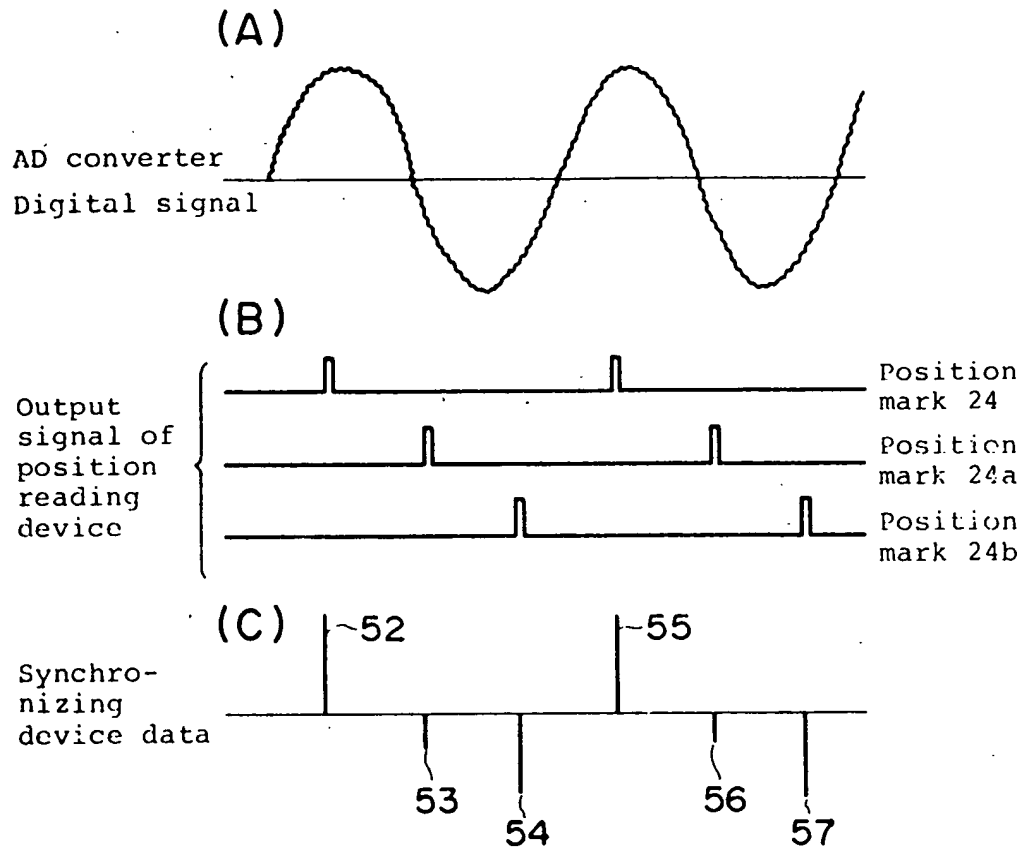 (A)
AD converter
Digital signal
(B)
Output
signal of
position
reading
device
Position
mark 24
Position
mark 24a
Position
mark 24b
(C)
52
55
Synchro-
nizing
device data
53
54
56
57